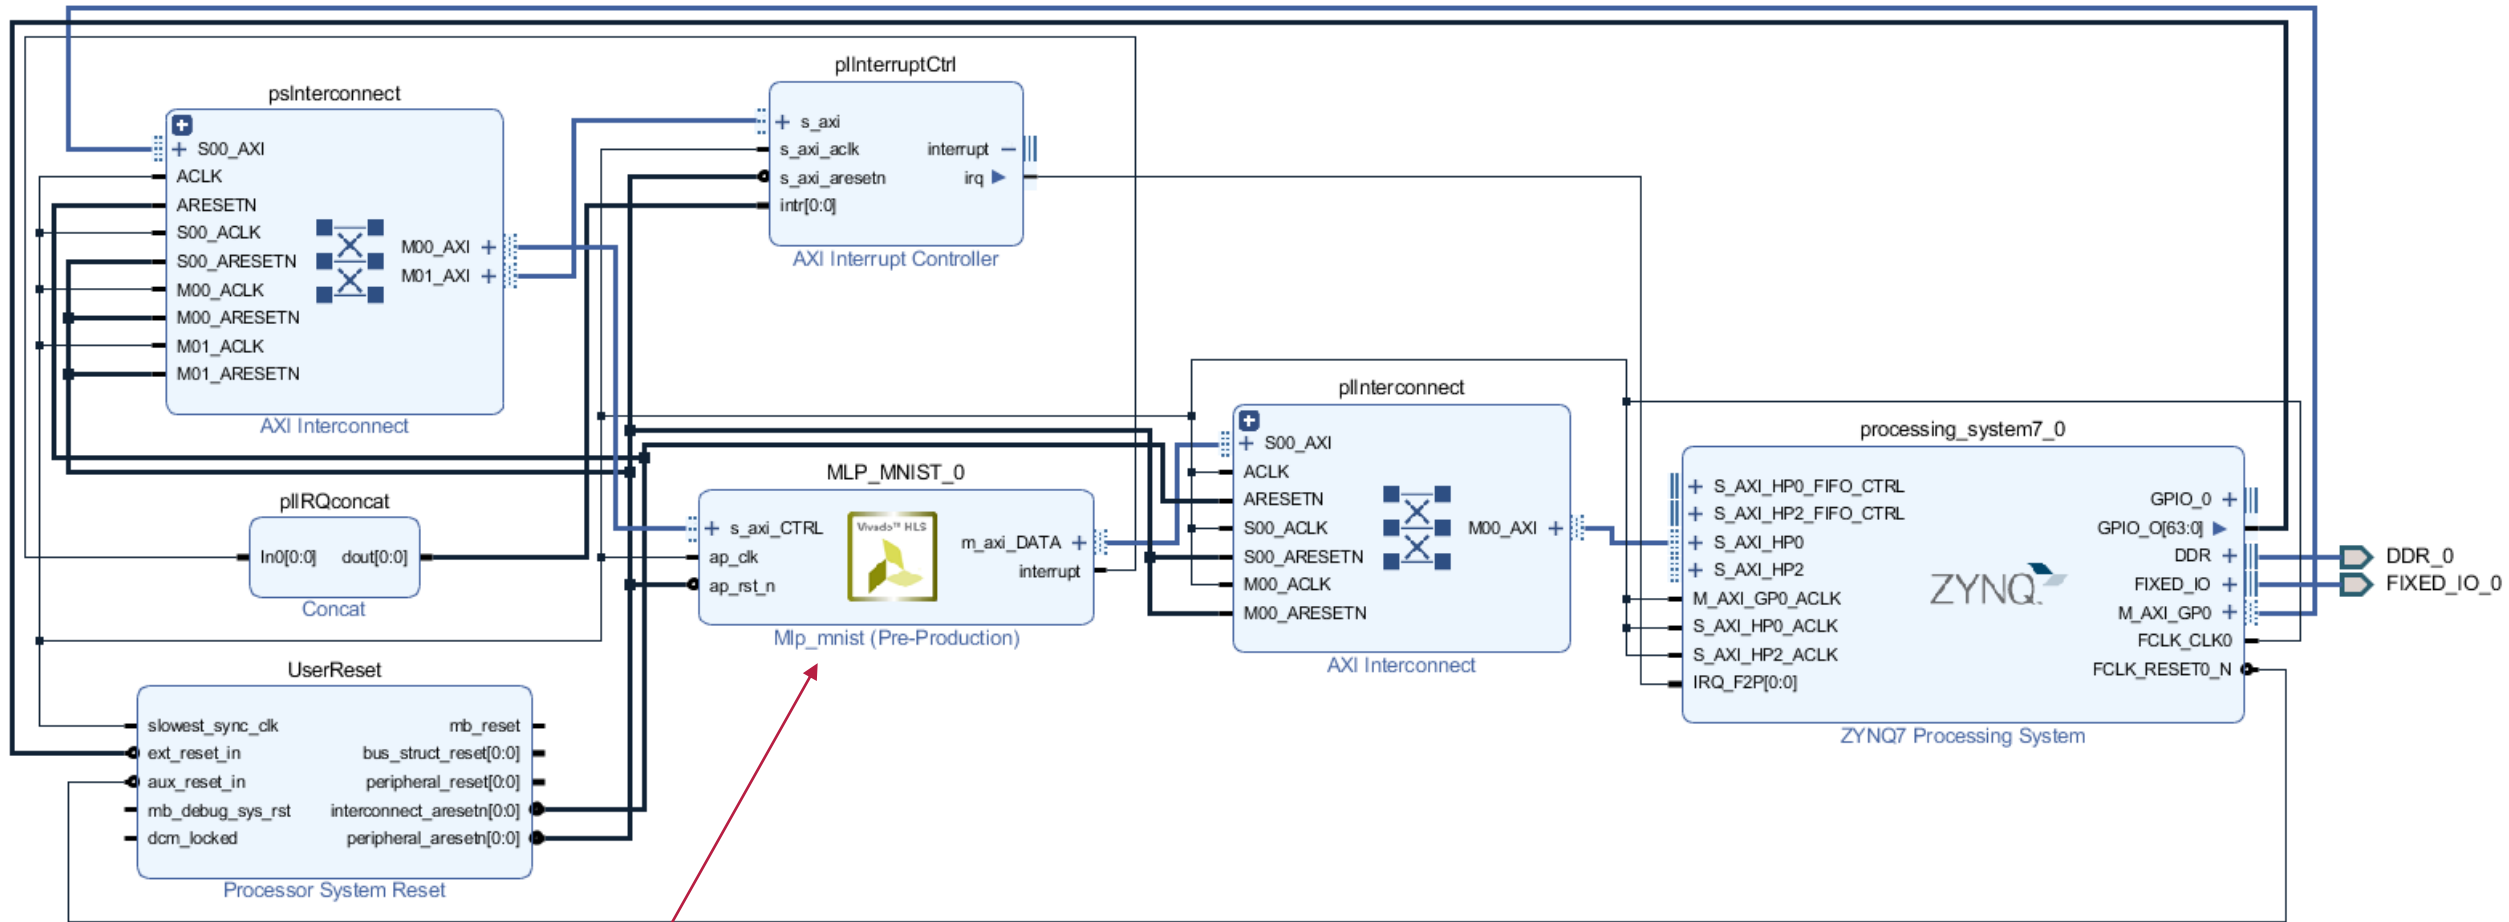 psInterconnect
S00_AXI
ACLK
ARESETN
S00_ACLK
S00_ARESETN
M00_ACLK
M00_ARESETN
M01_ACLK
M01_ARESETN
M00_AXI
M01_AXI
AXI Interconnect
plInterruptCtrl
s_axi
s_axi_aclk
s_axi_aresetn
intr[0:0]
interrupt
irq
AXI Interrupt Controller
plIRQconcat
In0[0:0] dout[0:0]
Concat
MLP_MNIST_0
s_axi_CTRL
ap_clk
ap_rst_n
Vivado™ HLS
m_axi_DATA
interrupt
Mlp_mnist (Pre-Production)
UserReset
slowest_sync_clk
ext_reset_in
aux_reset_in
mb_debug_sys_rst
dcm_locked
mb_reset
bus_struct_reset[0:0]
peripheral_reset[0:0]
interconnect_aresetn[0:0]
peripheral_aresetn[0:0]
Processor System Reset
plInterconnect
S00_AXI
ACLK
ARESETN
S00_ACLK
S00_ARESETN
M00_ACLK
M00_ARESETN
M00_AXI
AXI Interconnect
processing_system7_0
S_AXI_HP0_FIFO_CTRL
S_AXI_HP2_FIFO_CTRL
S_AXI_HP0
S_AXI_HP2
M_AXI_GP0_ACLK
S_AXI_HP0_ACLK
S_AXI_HP2_ACLK
IRQ_F2P[0:0]
ZYNQ
GPIO_0
GPIO_O[63:0]
DDR
FIXED_IO
M_AXI_GP0
FCLK_CLK0
FCLK_RESET0_N
ZYNQ7 Processing System
DDR_0
FIXED_IO_0